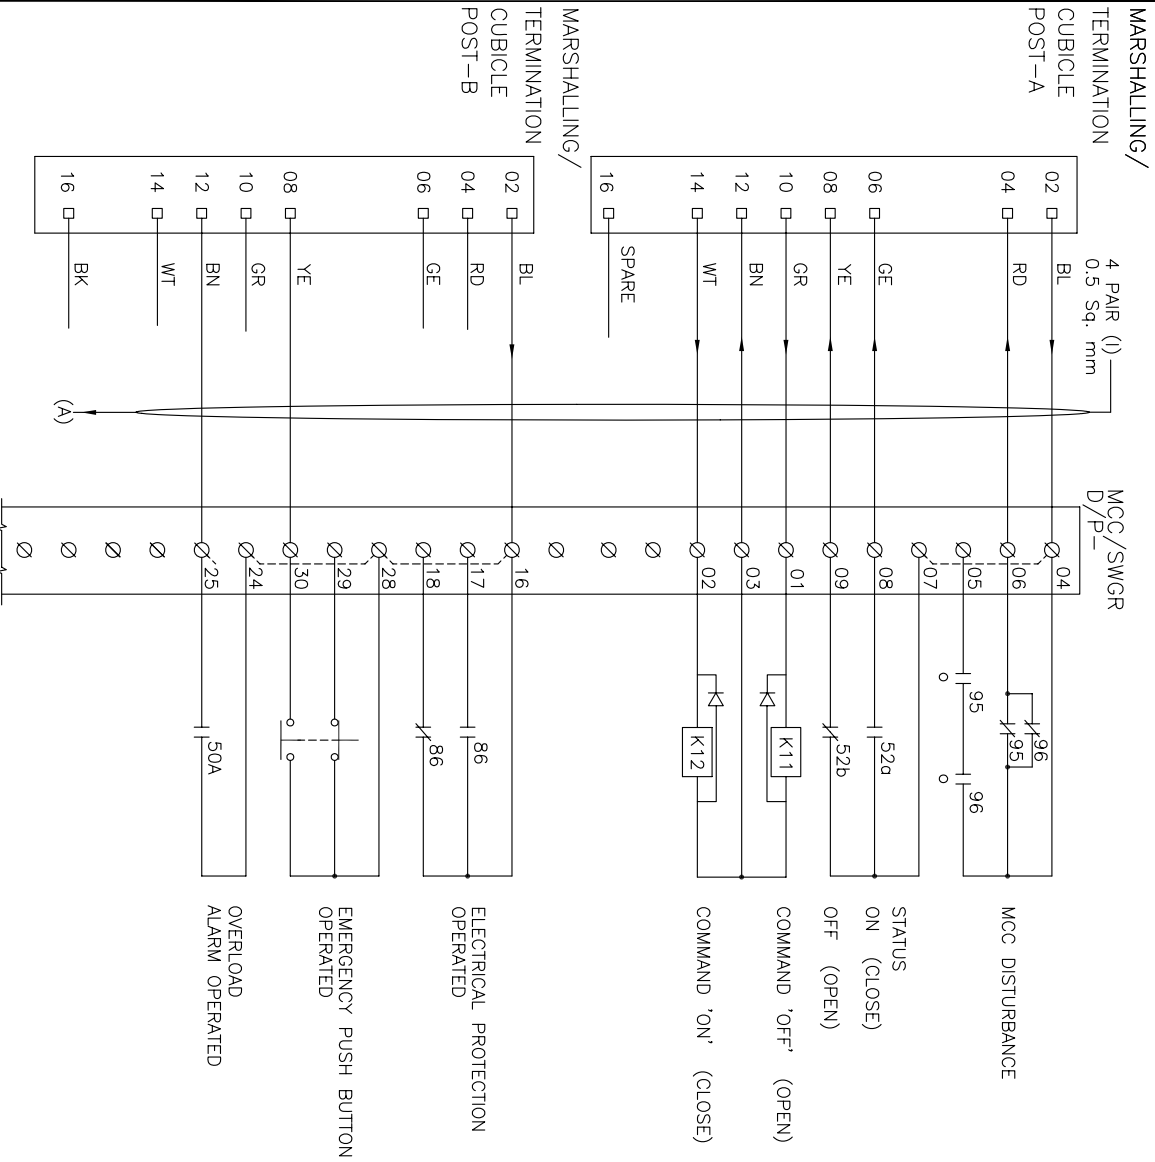 MARSHALLING/
TERMINATION
CUBICLE
POST-A
02
04
06
08
10
12
14
16
4 PAIR (I)
0.5 Sq. mm
BL
RD
GE
YE
GR
BN
WT
SPARE
MARSHALLING/
TERMINATION
CUBICLE
POST-B
02
04
06
08
10
12
14
16
BL
RD
GE
YE
GR
BN
WT
BK
(A)
MCC/SWGR
D/P-
04
06
05
07
08
09
01
03
02
16
17
18
28
29
30
24
25
96
95
95
96
52a
52b
K11
K12
86
86
50A
MCC DISTURBANCE
STATUS
ON (CLOSE)
OFF (OPEN)
COMMAND 'OFF' (OPEN)
COMMAND 'ON' (CLOSE)
ELECTRICAL PROTECTION
OPERATED
EMERGENCY PUSH BUTTON
OPERATED
OVERLOAD
ALARM OPERATED